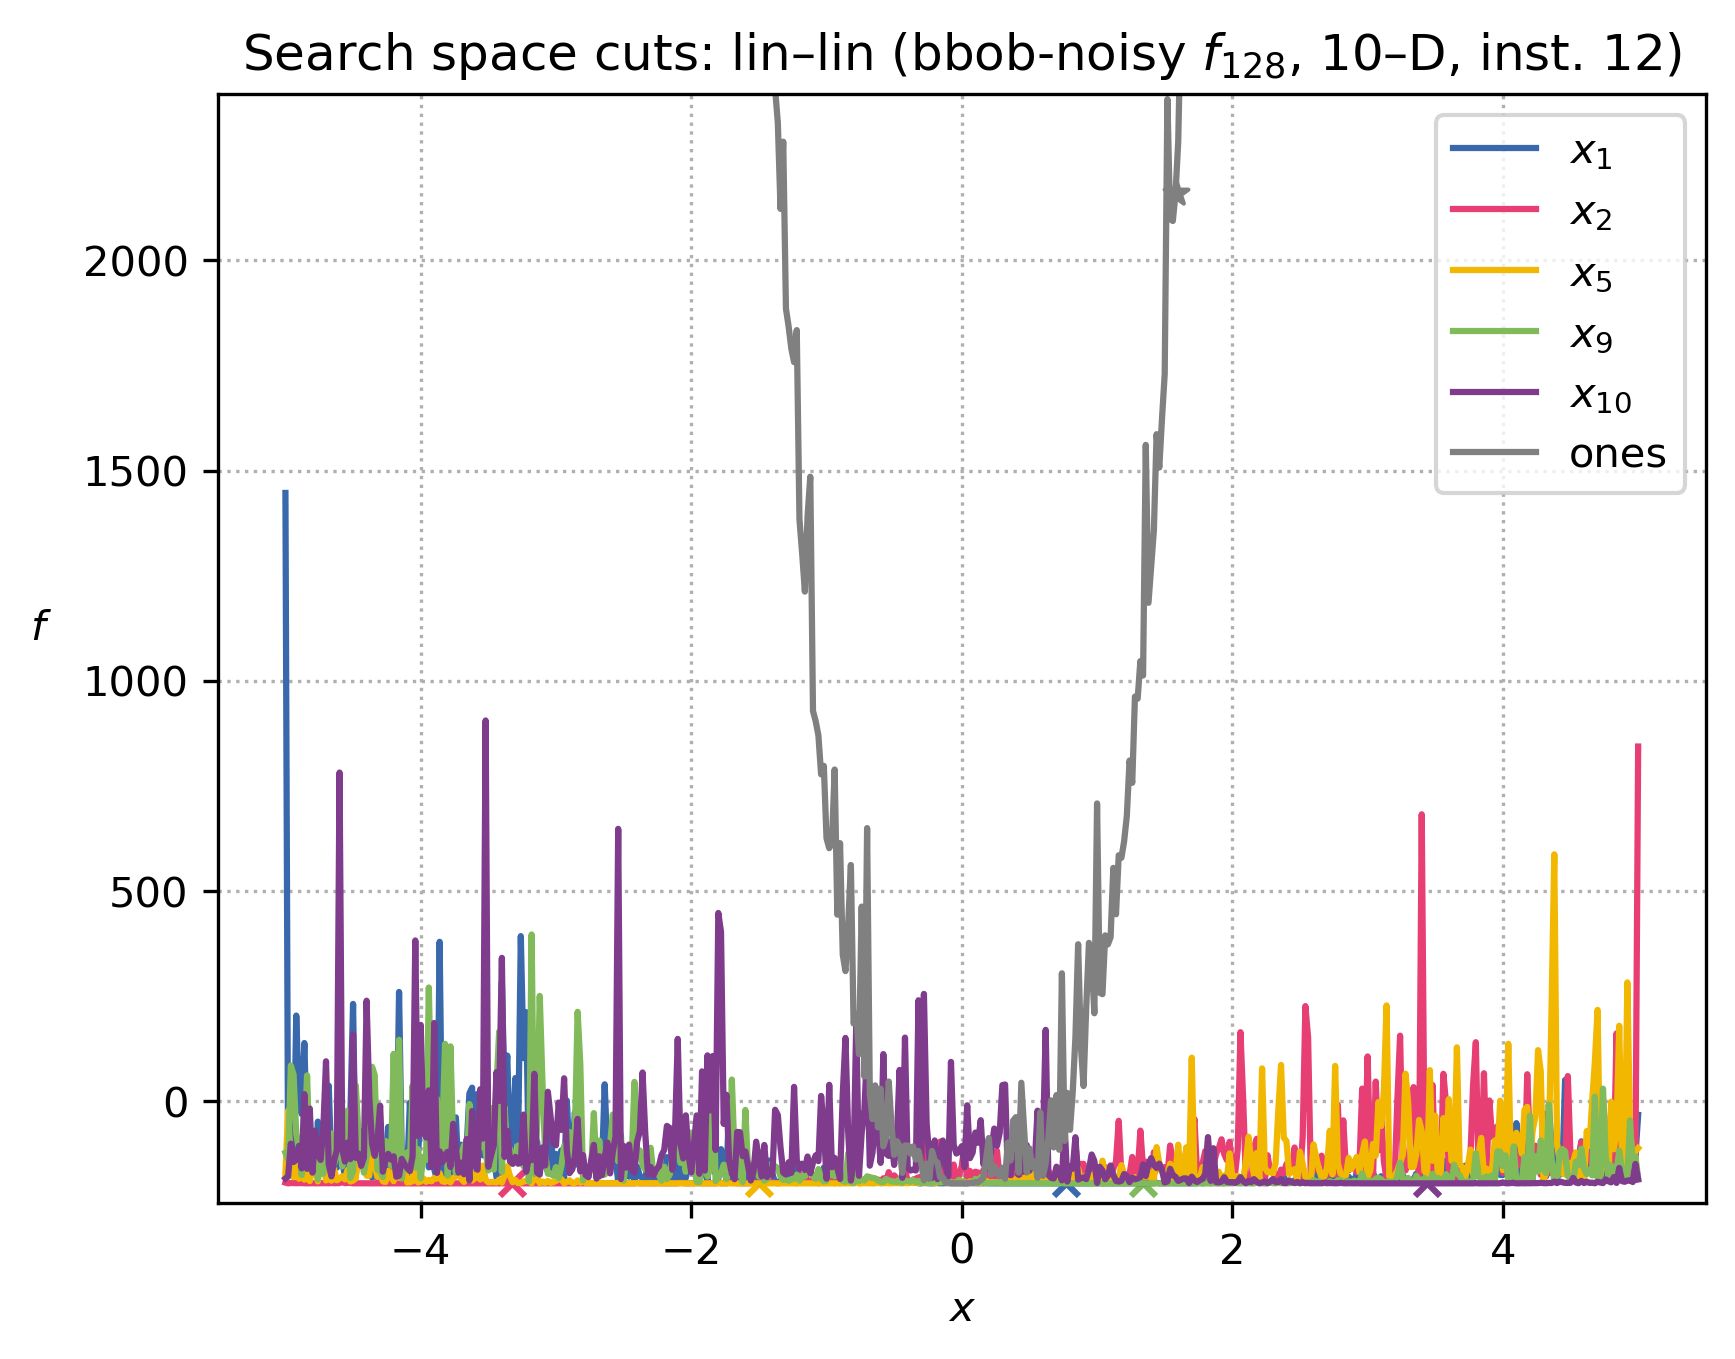 Search space cuts: lin–lin (bbob-noisy f128, 10–D, inst. 12)
x1
x2
x5
x9
x10
ones
2000
1500
1000
500
0
f
−4 −2 0 2 4
x